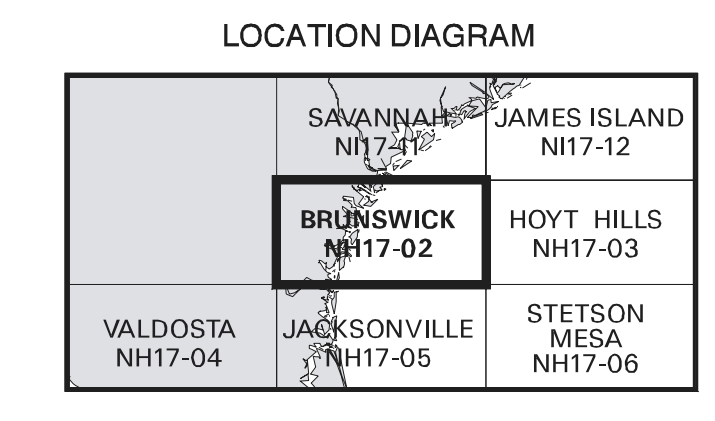 LOCATION DIAGRAM
SAVANNAH
NI17-11
JAMES ISLAND
NI17-12
BRUNSWICK
NH17-02
HOYT HILLS
NH17-03
VALDOSTA
NH17-04
JACKSONVILLE
NH17-05
STETSON
MESA
NH17-06